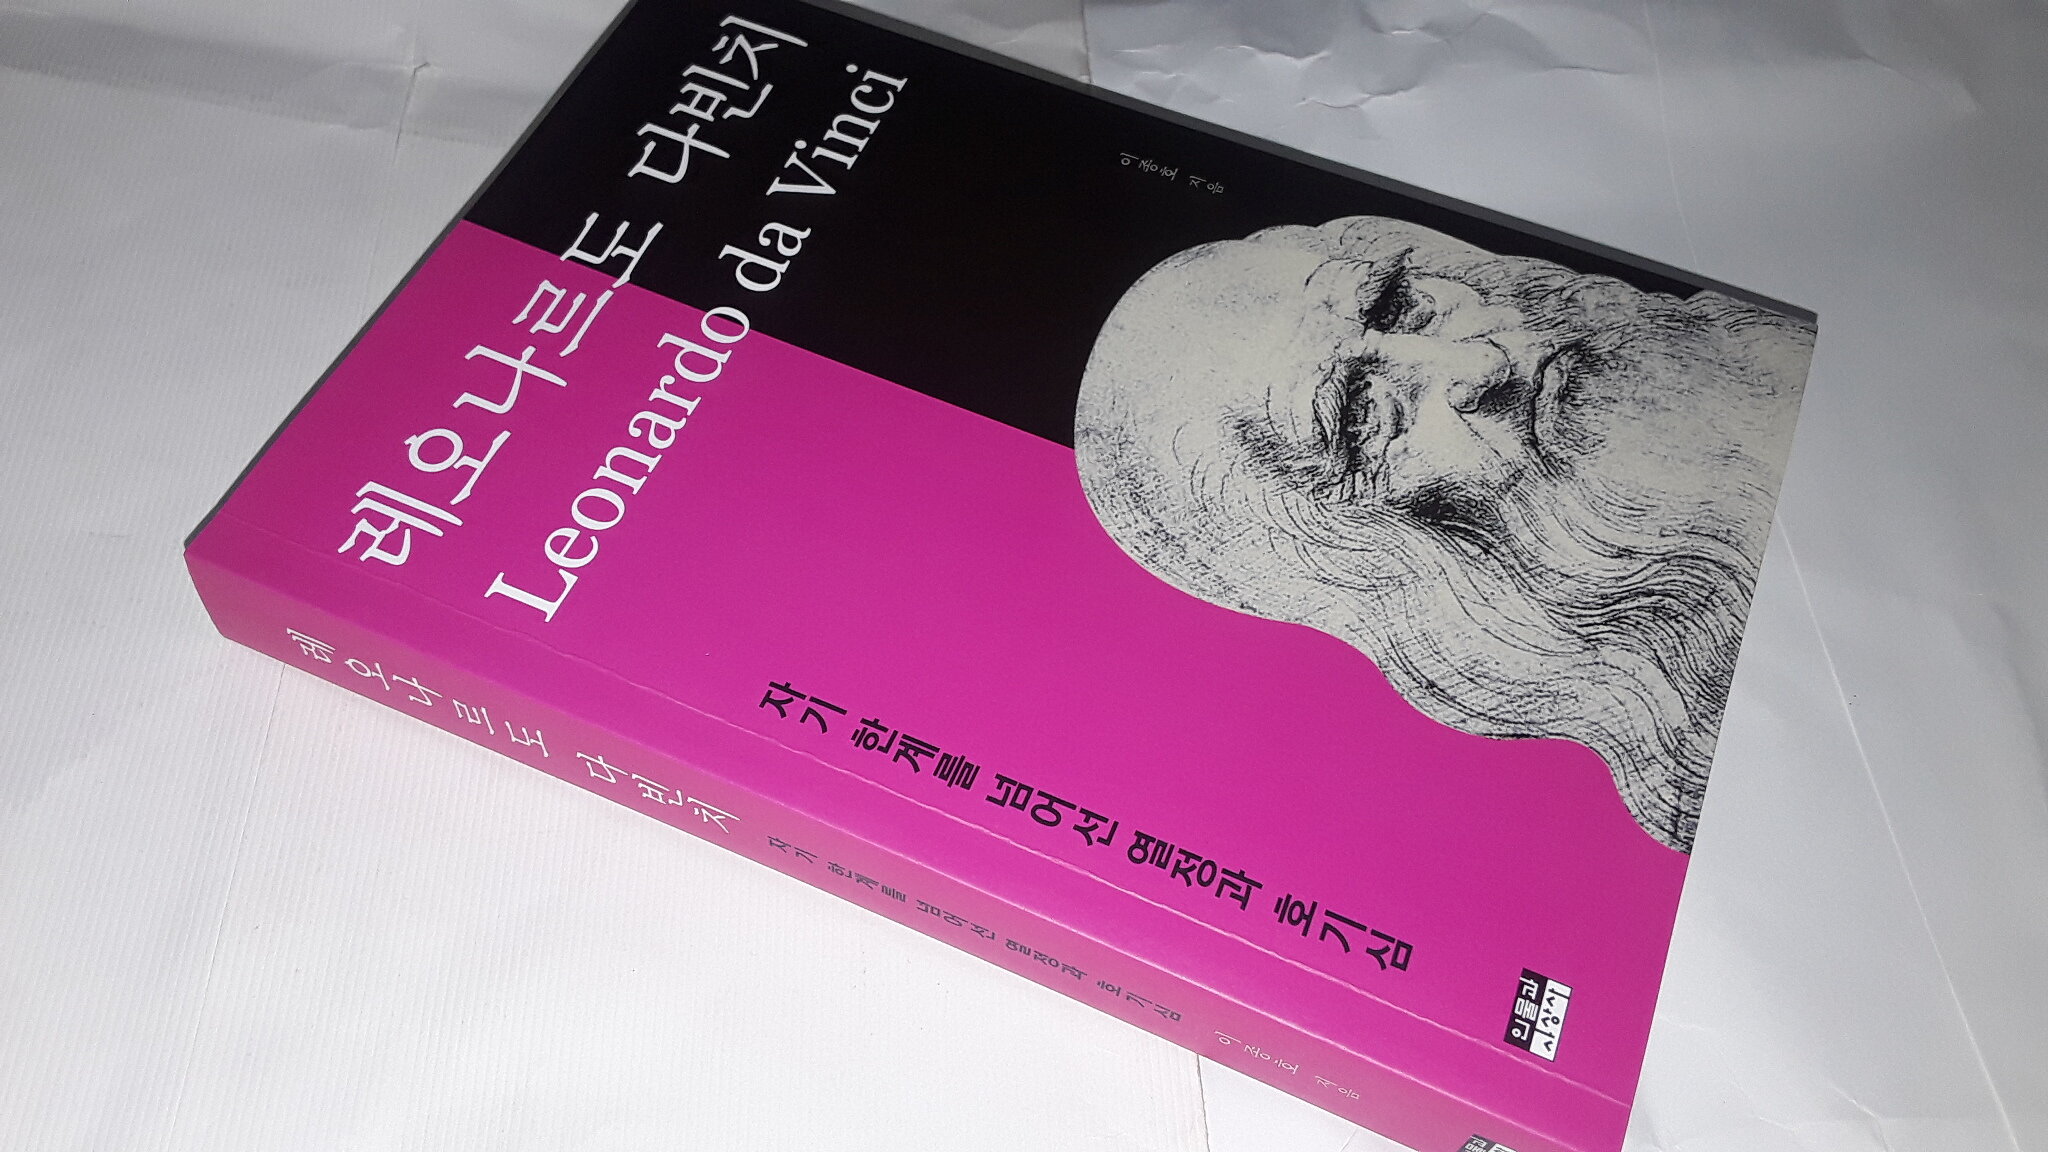 레오나르도 다빈치
Leonardo da Vinci
이종호 지음
자기 한계를 넘어선 열정과 호기심
인물과
사상사
레오나르도 다빈치 자기 한계를 넘어선 열정과 호기심 이종호 지음